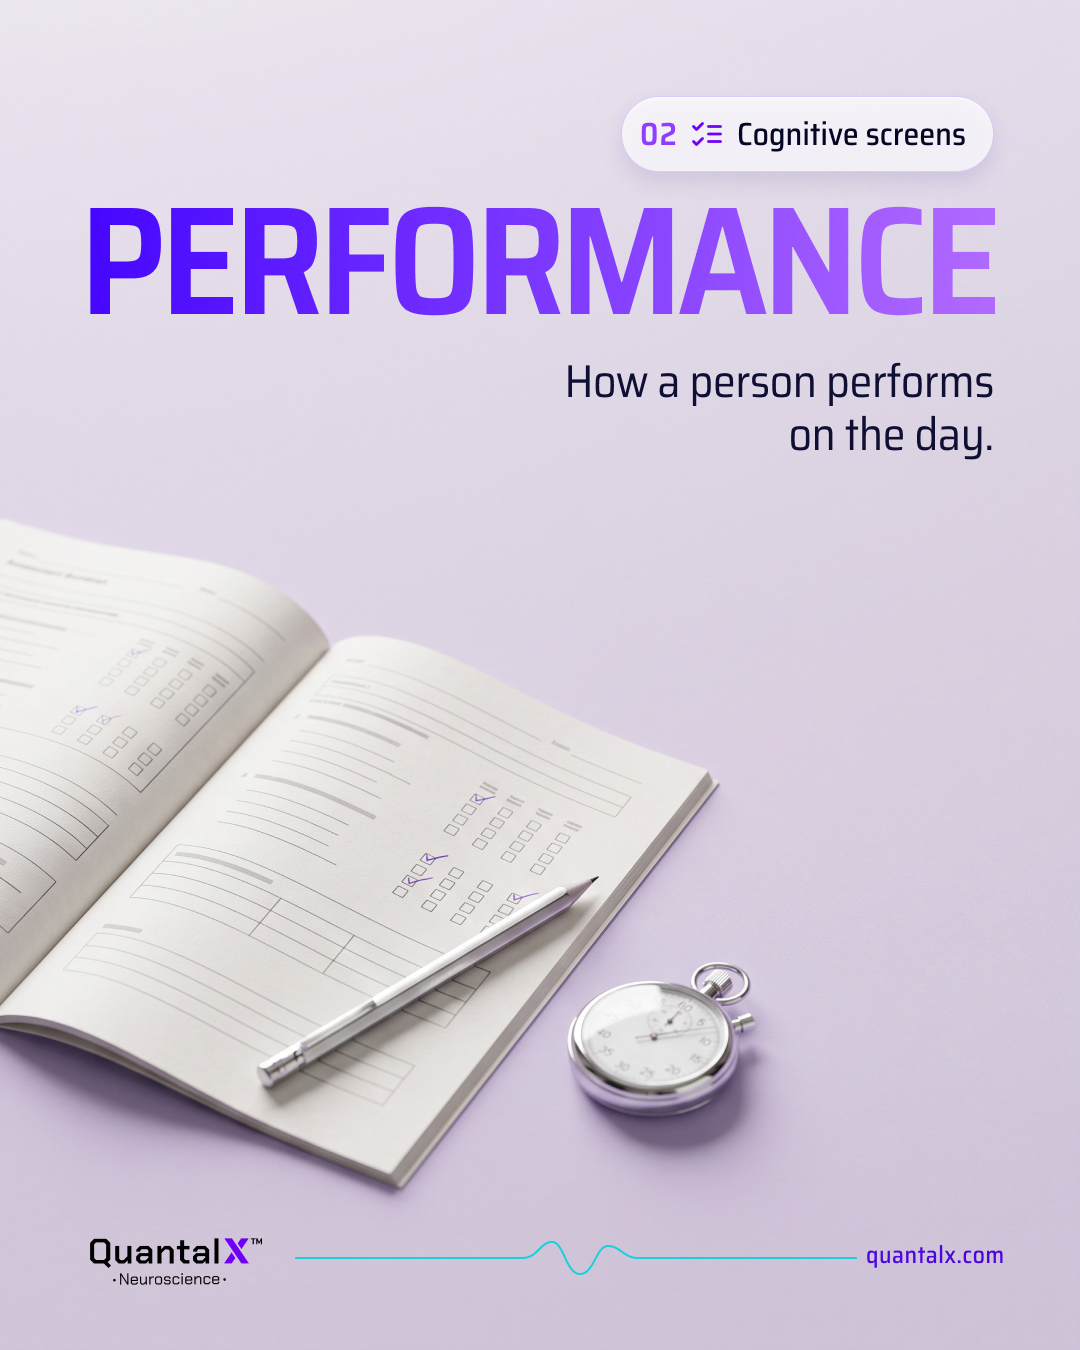 02 Cognitive screens
PERFORMANCE
How a person performs
on the day.
QuantalX™
·Neuroscience·
quantalx.com